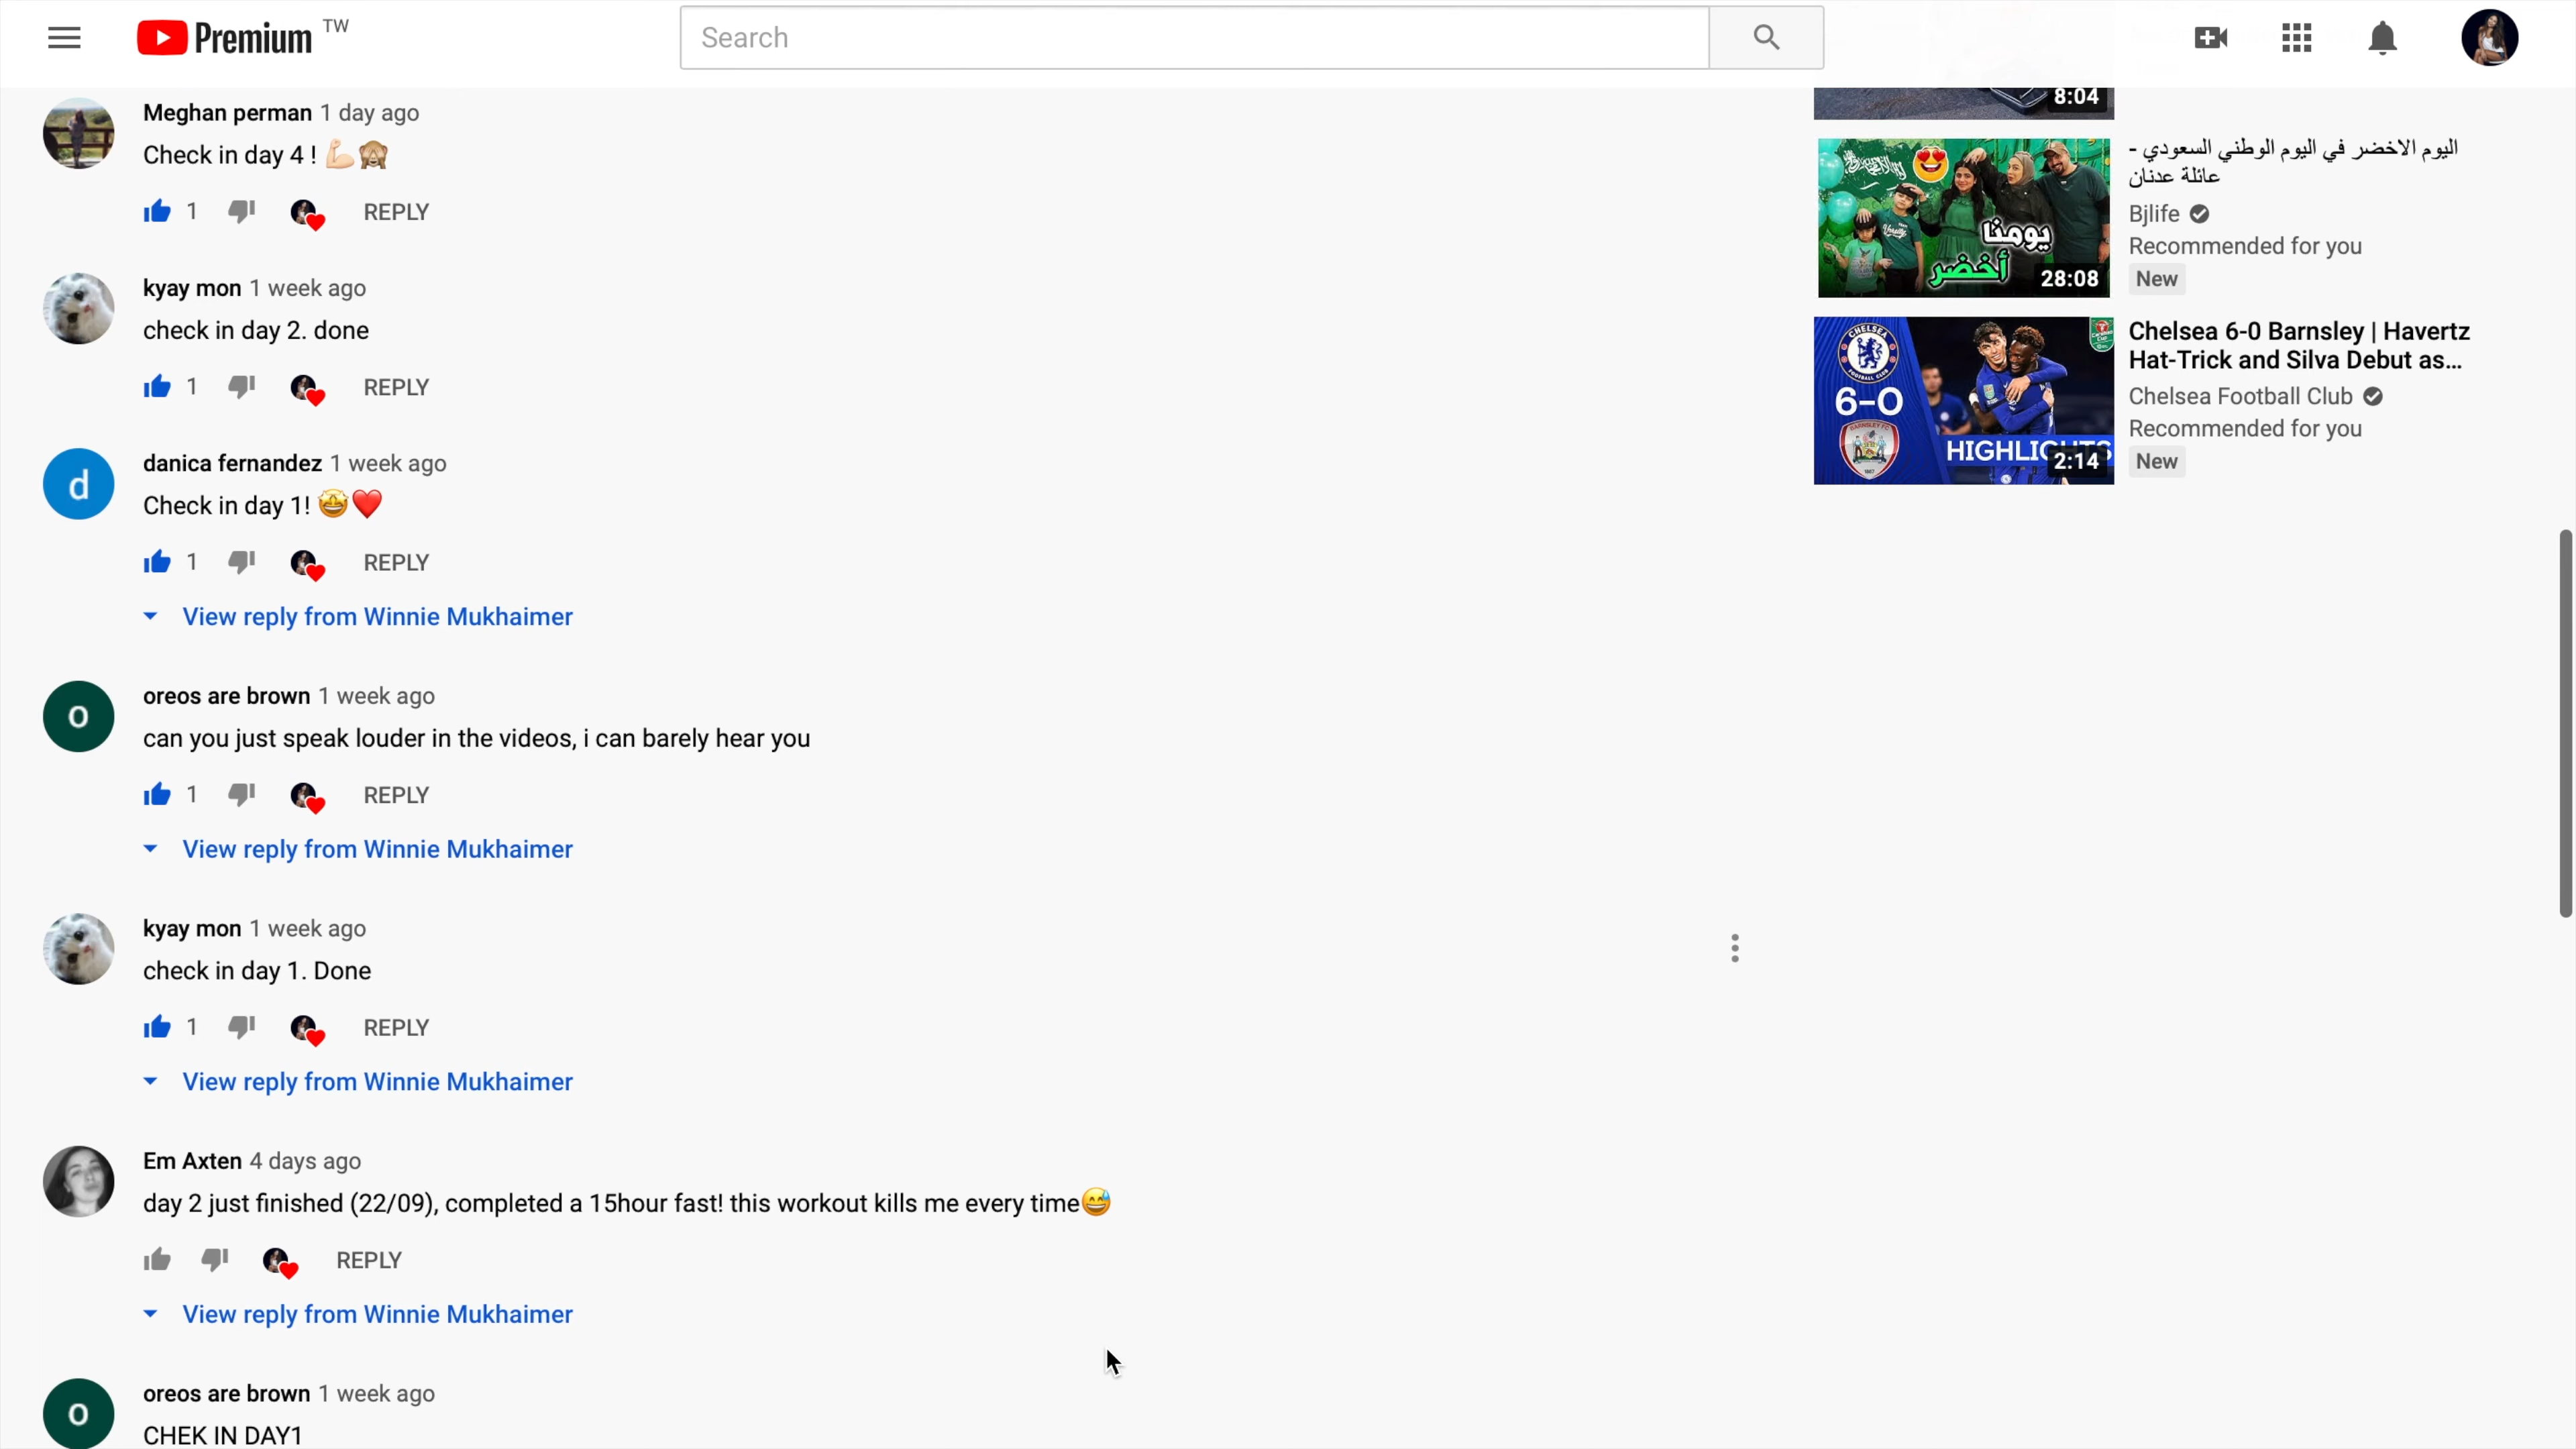 Premium TW
Search
Meghan perman 1 day ago
Check in day 4 ! 💪🏻🙈
1 REPLY
kyay mon 1 week ago
check in day 2. done
1 REPLY
d
danica fernandez 1 week ago
Check in day 1! 🤩❤️
1 REPLY
View reply from Winnie Mukhaimer
o
oreos are brown 1 week ago
can you just speak louder in the videos, i can barely hear you
1 REPLY
View reply from Winnie Mukhaimer
kyay mon 1 week ago
check in day 1. Done
1 REPLY
View reply from Winnie Mukhaimer
Em Axten 4 days ago
day 2 just finished (22/09), completed a 15hour fast! this workout kills me every time😅
REPLY
View reply from Winnie Mukhaimer
o
oreos are brown 1 week ago
CHEK IN DAY1
8:04
يومنا
أخضر
28:08
اليوم الاخضر في اليوم الوطني السعودي -
عائلة عدنان
Bjlife
Recommended for you
New
CHELSEA
FOOTBALL CLUB
6-0
BARNSLEY FC
HIGHLIGHTS
2:14
Chelsea 6-0 Barnsley | Havertz
Hat-Trick and Silva Debut as...
Chelsea Football Club
Recommended for you
New